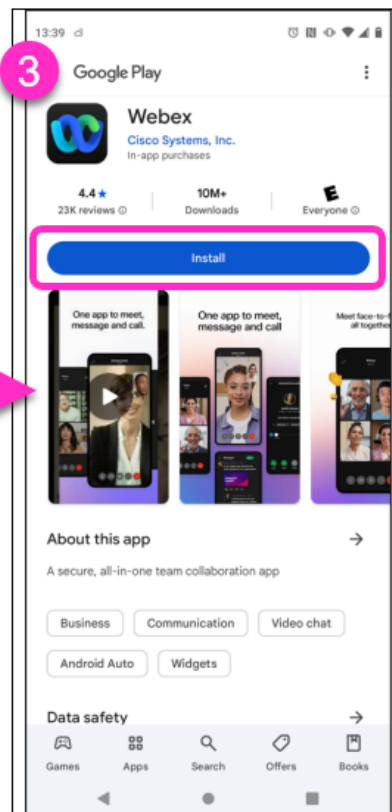 13:39
3
Google Play
Webex
Cisco Systems, Inc.
In-app purchases
4.4★
23K reviews
10M+
Downloads
E
Everyone
Install
One app to meet,
message and call.
One app to meet,
message and call
Meet face-to-f
all together
About this app
A secure, all-in-one team collaboration app
Business
Communication
Video chat
Android Auto
Widgets
Data safety
Games
Apps
Search
Offers
Books